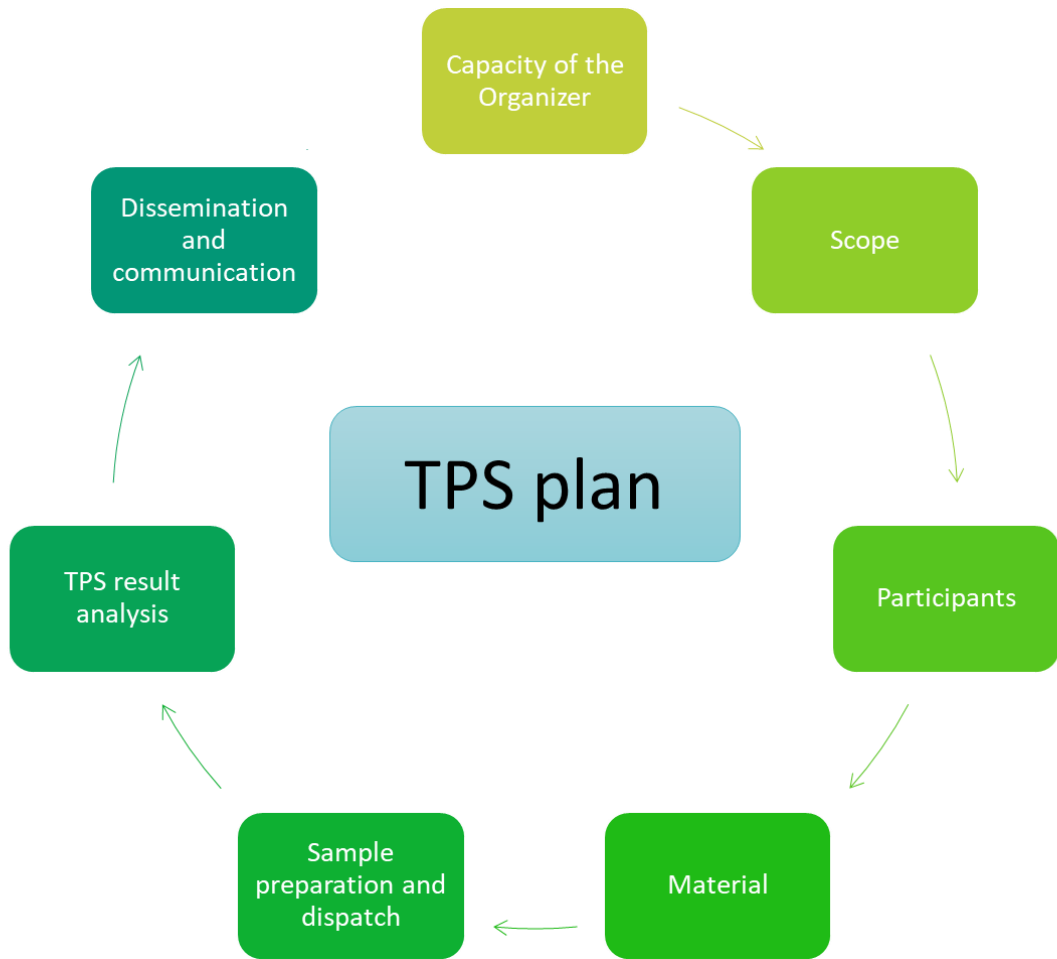 Capacity of the
Organizer
Scope
Participants
Material
Sample
preparation and
dispatch
TPS result
analysis
Dissemination
and
communication
TPS plan